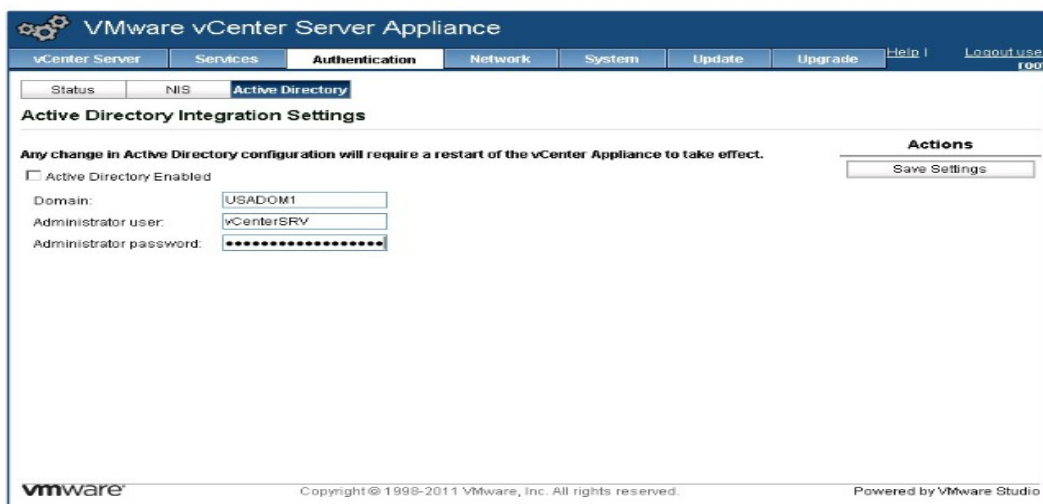 VMware vCenter Server Appliance
vCenter Server Services Authentication Network System Update Upgrade Help | Logout use
roo
Status NIS Active Directory
Active Directory Integration Settings
Any change in Active Directory configuration will require a restart of the vCenter Appliance to take effect.
Actions
Save Settings
Active Directory Enabled
Domain: USADOM1
Administrator user: vCenterSRV
Administrator password: ••••••••••••••••••
vmware Copyright © 1998-2011 VMware, Inc. All rights reserved. Powered by VMware Studio